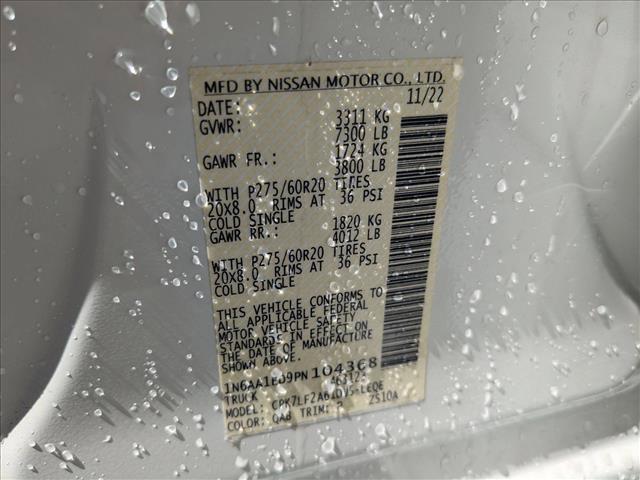 MFD BY NISSAN MOTOR CO., LTD.
DATE: 11/22
GVWR: 3311 KG
7300 LB
GAWR FR.: 1724 KG
3800 LB
WITH P275/60R20 TIRES
20X8.0 RIMS AT 36 PSI
COLD SINGLE
GAWR RR.: 1820 KG
4012 LB
WITH P275/60R20 TIRES
20X8.0 RIMS AT 36 PSI
COLD SINGLE
THIS VEHICLE CONFORMS TO
ALL APPLICABLE FEDERAL
MOTOR VEHICLE SAFETY
STANDARDS IN EFFECT ON
THE DATE OF MANUFACTURE
1N6AA1ED9PN104368
TRUCK
MODEL:
COLOR: QAB TRIM: ZS10A